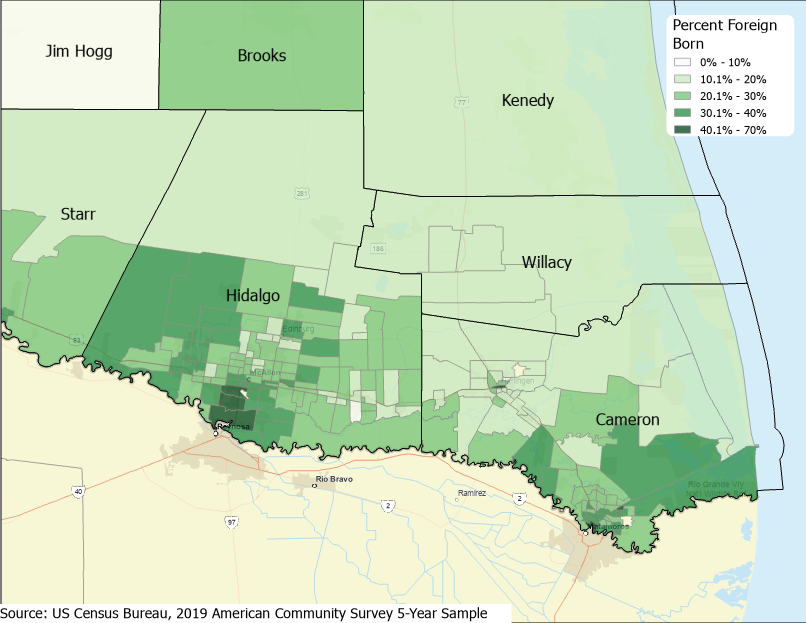 Percent Foreign
Born
0% - 10%
10.1% - 20%
20.1% - 30%
30.1% - 40%
40.1% - 70%
Jim Hogg
Brooks
Kenedy
77
281
Starr
186
Willacy
Hidalgo
Edinburg
83
McAllen
Cameron
Reynosa
Rio Bravo
Ramirez
Rio Grande Vly
Matamoros
40
97
2
2
Source: US Census Bureau, 2019 American Community Survey 5-Year Sample